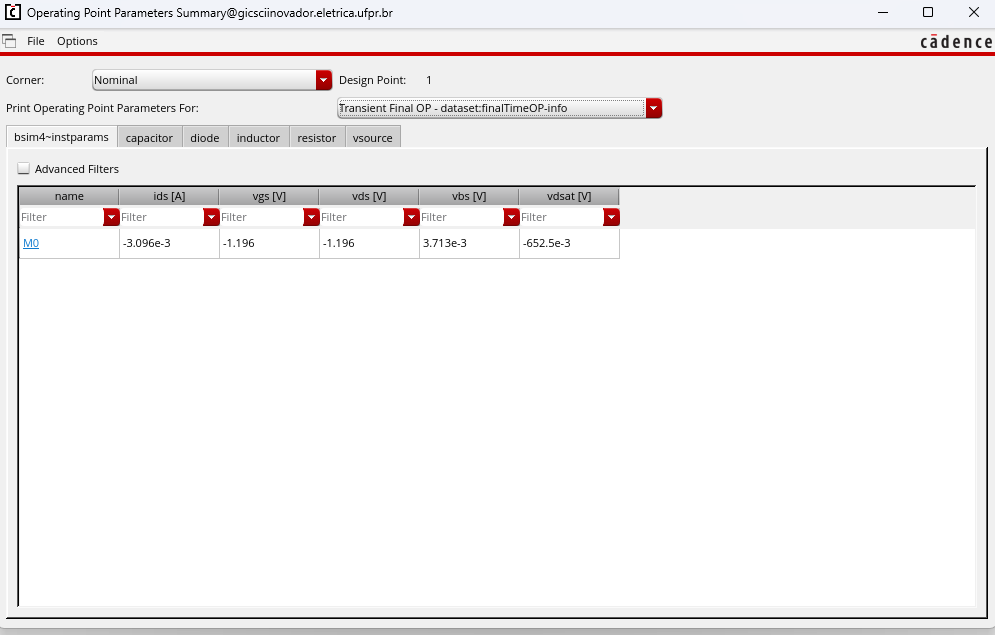 Operating Point Parameters Summary@gicsciinovador.eletrica.ufpr.br
File Options cādence
Corner: Nominal Design Point: 1
Print Operating Point Parameters For: Transient Final OP - dataset:finalTimeOP-info
bsim4~instparams capacitor diode inductor resistor vsource
Advanced Filters
name ids [A] vgs [V] vds [V] vbs [V] vdsat [V]
Filter Filter Filter Filter Filter Filter
M0 -3.096e-3 -1.196 -1.196 3.713e-3 -652.5e-3